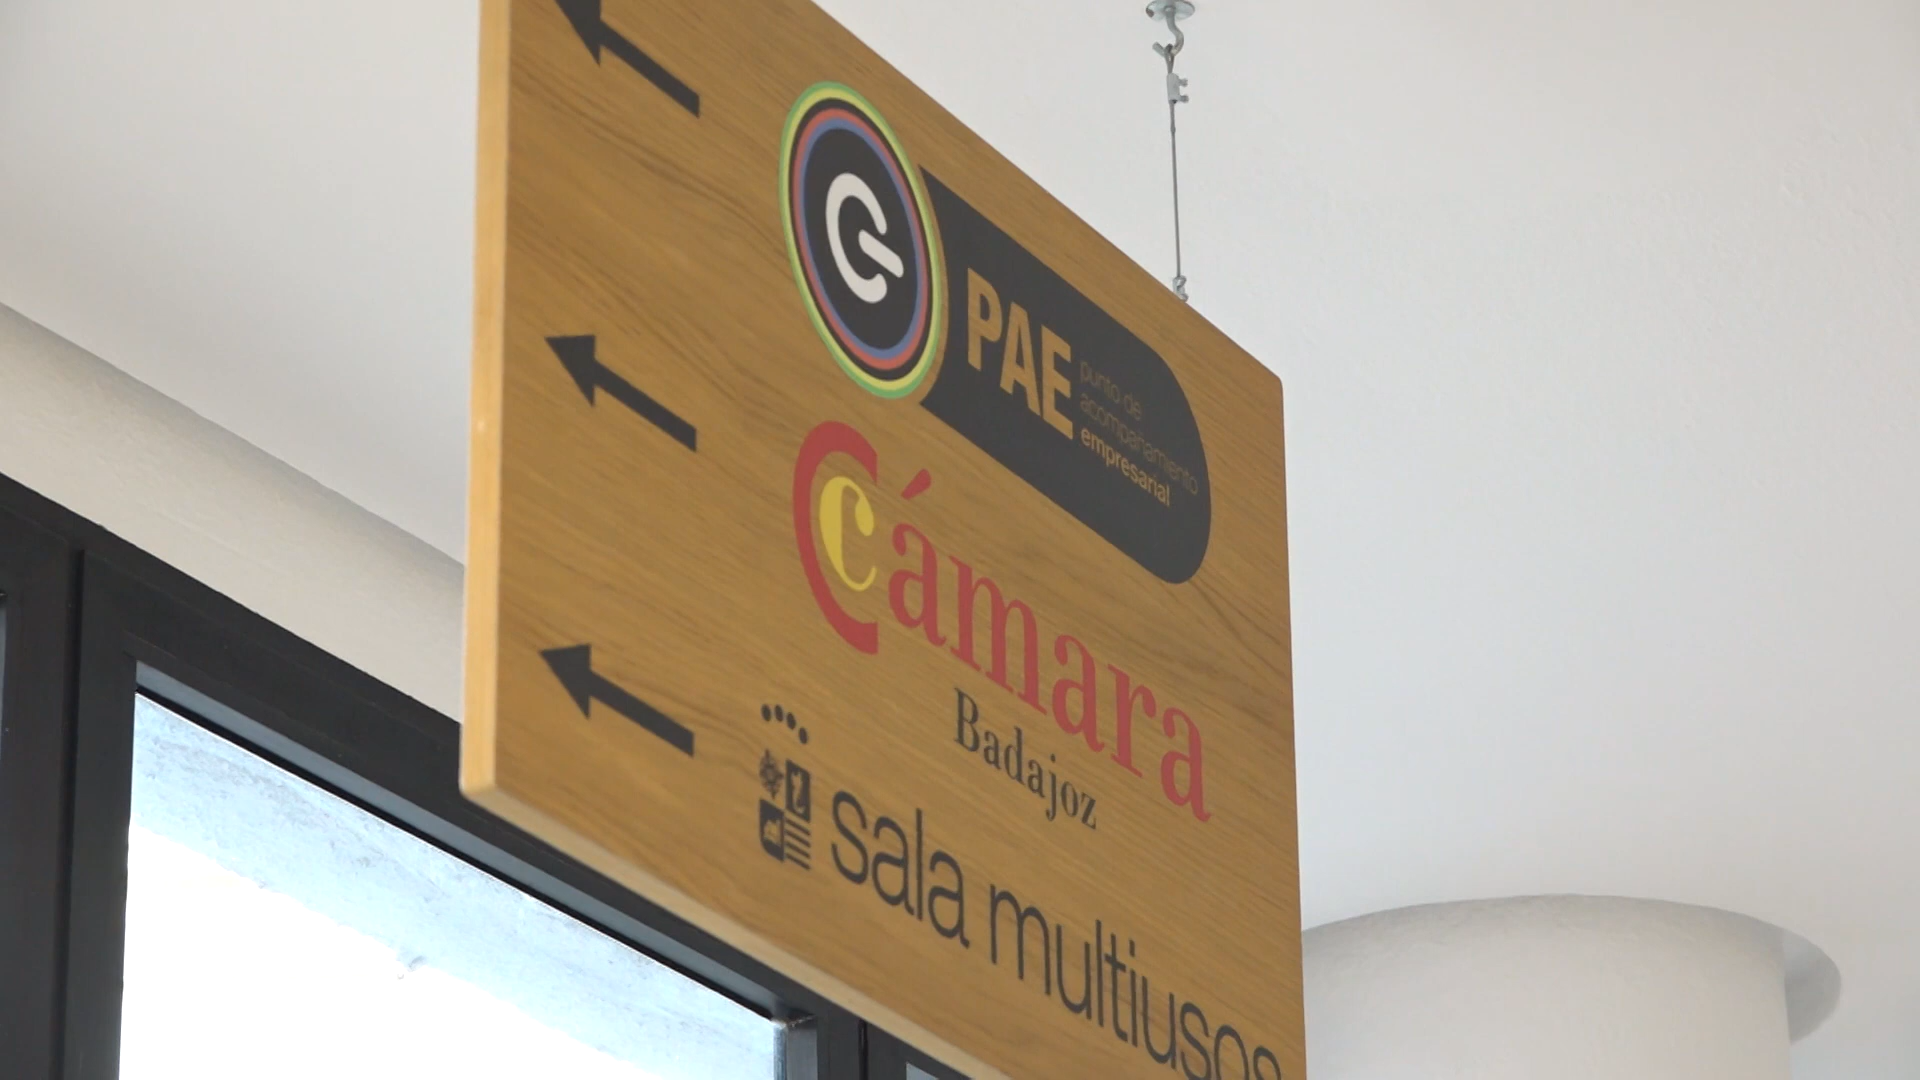 PAE
punto de
acompañamiento
empresarial
Cámara
Badajoz
sala multiusos